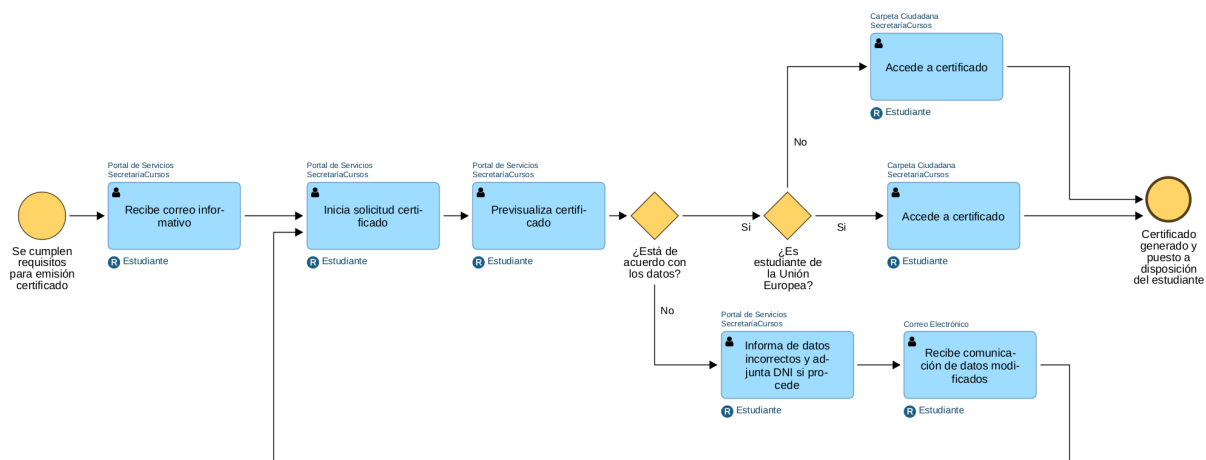 Carpeta Ciudadana
SecretaríaCursos
Accede a certificado
R Estudiante
No
Portal de Servicios
SecretaríaCursos
Recibe correo infor-
mativo
R Estudiante
Portal de Servicios
SecretaríaCursos
Inicia solicitud certi-
ficado
R Estudiante
Portal de Servicios
SecretaríaCursos
Previsualiza certifi-
cado
R Estudiante
Carpeta Ciudadana
SecretaríaCursos
Accede a certificado
R Estudiante
Se cumplen
requisitos
para emisión
certificado
¿Está de
acuerdo con
los datos?
Si
¿Es
estudiante de
la Unión
Europea?
Si
Certificado
generado y
puesto a
disposición
del estudiante
No
Portal de Servicios
SecretaríaCursos
Informa de datos
incorrectos y ad-
junta DNI si pro-
cede
R Estudiante
Correo Electrónico
Recibe comunica-
ción de datos modi-
ficados
R Estudiante